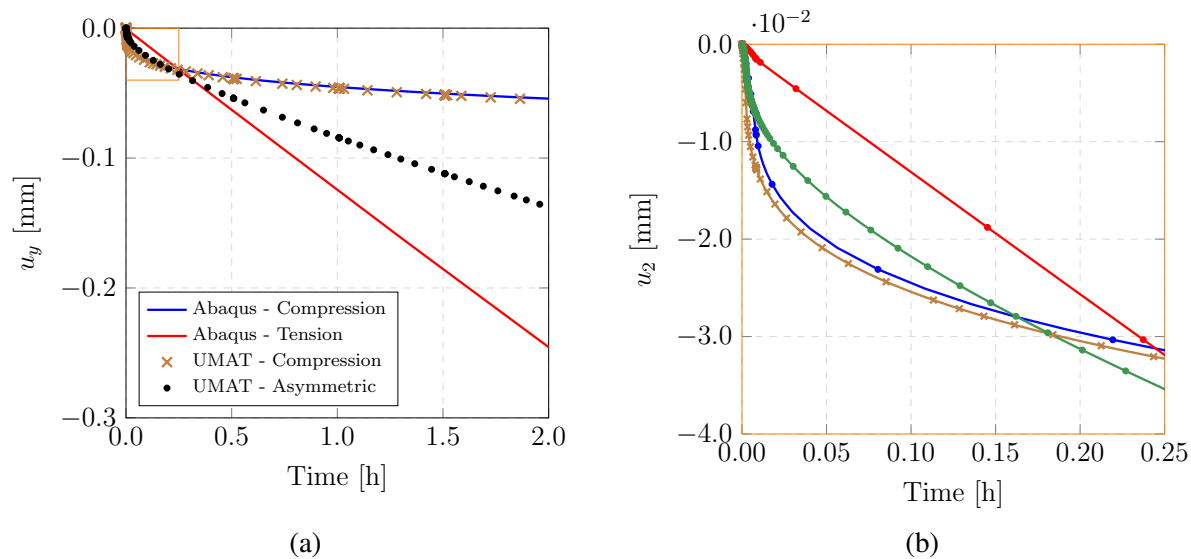 0.0
−0.1
−0.2
−0.3
u_y [mm]
Abaqus - Compression
Abaqus - Tension
UMAT - Compression
UMAT - Asymmetric
0.0 0.5 1.0 1.5 2.0
Time [h]
(a)
·10⁻²
0.0
−1.0
−2.0
−3.0
−4.0
u_2 [mm]
0.00 0.05 0.10 0.15 0.20 0.25
Time [h]
(b)